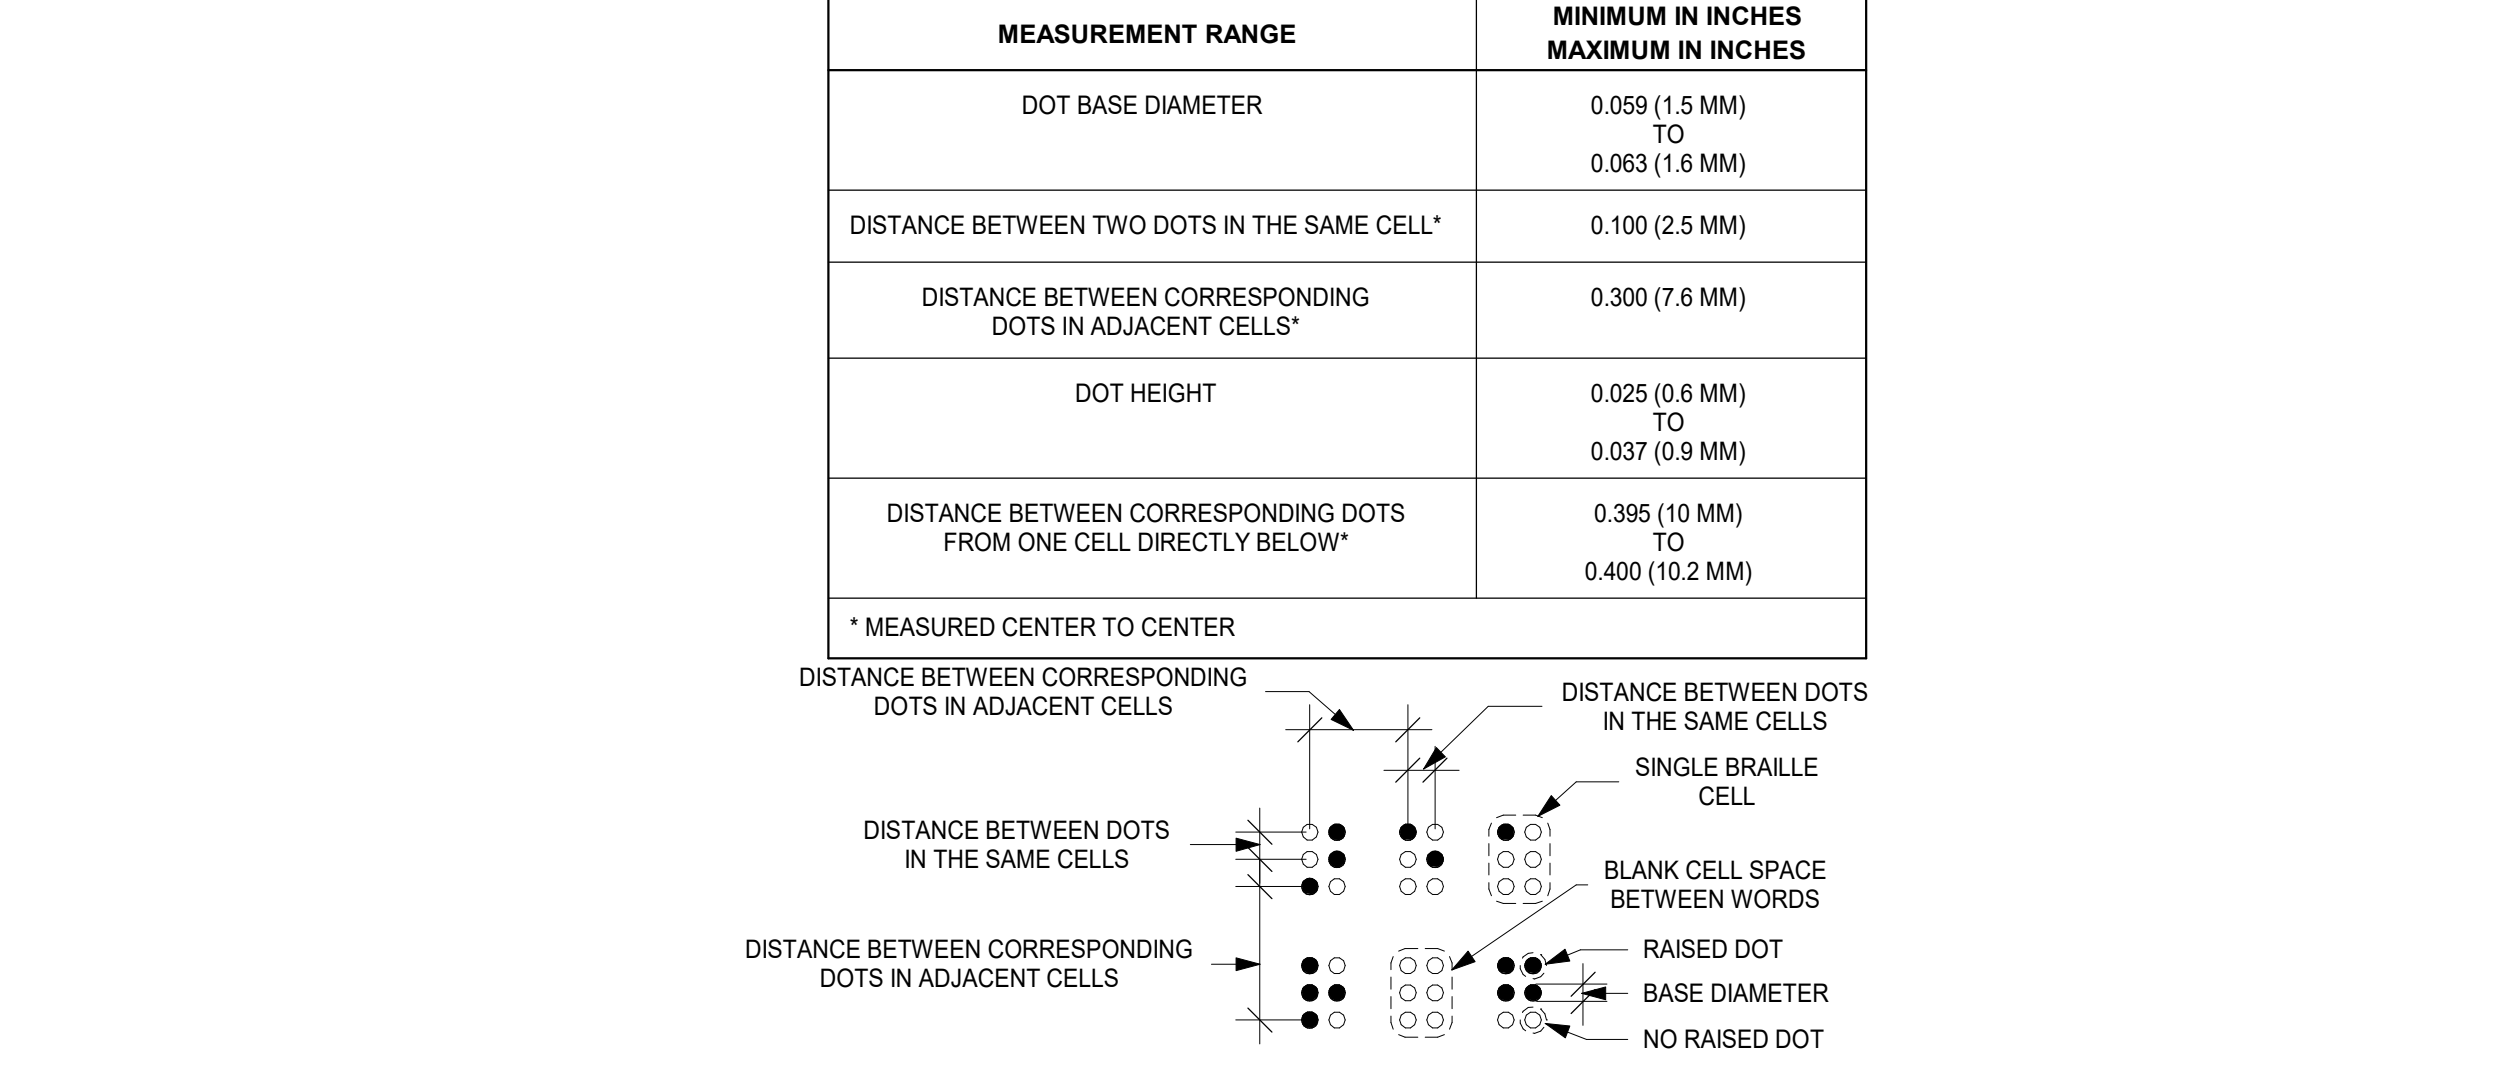 MEASUREMENT RANGE
MINIMUM IN INCHES
MAXIMUM IN INCHES
DOT BASE DIAMETER
0.059 (1.5 MM)
TO
0.063 (1.6 MM)
DISTANCE BETWEEN TWO DOTS IN THE SAME CELL*
0.100 (2.5 MM)
DISTANCE BETWEEN CORRESPONDING
DOTS IN ADJACENT CELLS*
0.300 (7.6 MM)
DOT HEIGHT
0.025 (0.6 MM)
TO
0.037 (0.9 MM)
DISTANCE BETWEEN CORRESPONDING DOTS
FROM ONE CELL DIRECTLY BELOW*
0.395 (10 MM)
TO
0.400 (10.2 MM)
* MEASURED CENTER TO CENTER
DISTANCE BETWEEN CORRESPONDING
DOTS IN ADJACENT CELLS
DISTANCE BETWEEN DOTS
IN THE SAME CELLS
SINGLE BRAILLE
CELL
DISTANCE BETWEEN DOTS
IN THE SAME CELLS
BLANK CELL SPACE
BETWEEN WORDS
DISTANCE BETWEEN CORRESPONDING
DOTS IN ADJACENT CELLS
RAISED DOT
BASE DIAMETER
NO RAISED DOT